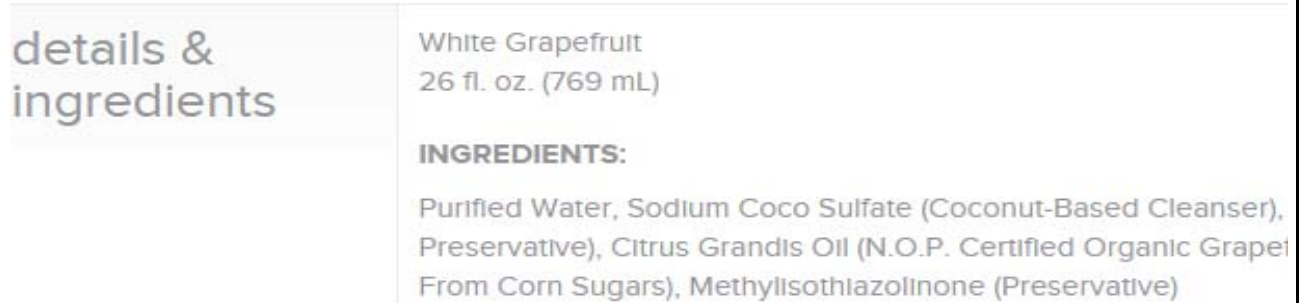 details &
ingredients
White Grapefruit
26 fl. oz. (769 mL)
INGREDIENTS:
Purified Water, Sodium Coco Sulfate (Coconut-Based Cleanser),
Preservative), Citrus Grandis Oil (N.O.P. Certified Organic
From Corn Sugars), Methylisothiazolinone (Preservative)